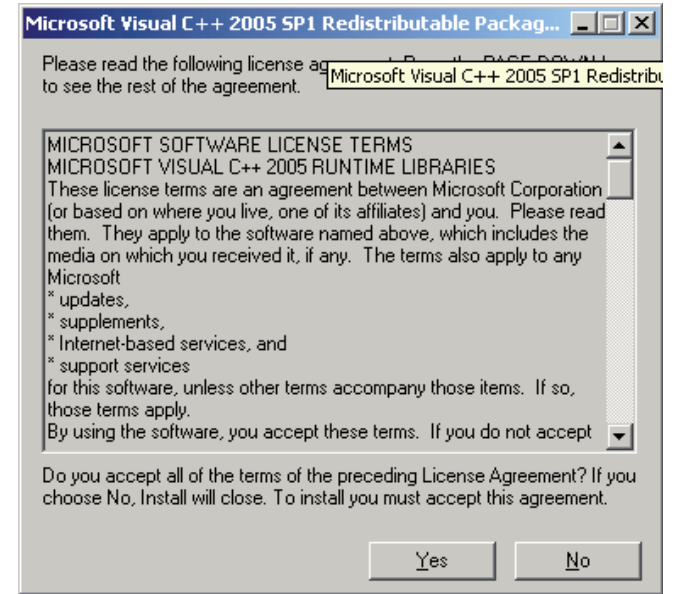 Microsoft Visual C++ 2005 SP1 Redistributable Packag...
Please read the following license
Microsoft Visual C++ 2005 SP1 Redistribu
to see the rest of the agreement.
MICROSOFT SOFTWARE LICENSE TERMS
MICROSOFT VISUAL C++ 2005 RUNTIME LIBRARIES
These license terms are an agreement between Microsoft Corporation
(or based on where you live, one of its affiliates) and you.  Please read
them.  They apply to the software named above, which includes the
media on which you received it, if any.  The terms also apply to any
Microsoft
* updates,
* supplements,
* Internet-based services, and
* support services
for this software, unless other terms accompany those items.  If so,
those terms apply.
By using the software, you accept these terms.  If you do not accept
Do you accept all of the terms of the preceding License Agreement? If you
choose No, Install will close. To install you must accept this agreement.
Yes
No